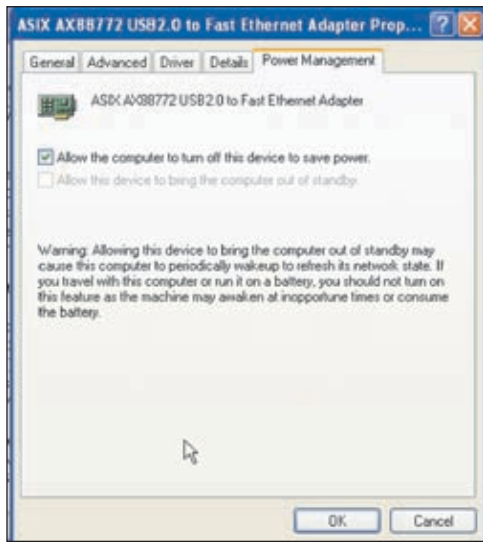 ASIX AX88772 USB2.0 to Fast Ethernet Adapter Prop...
General Advanced Driver Details Power Management
ASIX AX88772 USB2.0 to Fast Ethernet Adapter
Allow the computer to turn off this device to save power.
Allow this device to bring the computer out of standby.
Warning: Allowing this device to bring the computer out of standby may
cause this computer to periodically wakeup to refresh its network state. If
you travel with this computer or run it on a battery, you should not turn on
this feature as the machine may awaken at inopportune times or consume
the battery.
OK Cancel